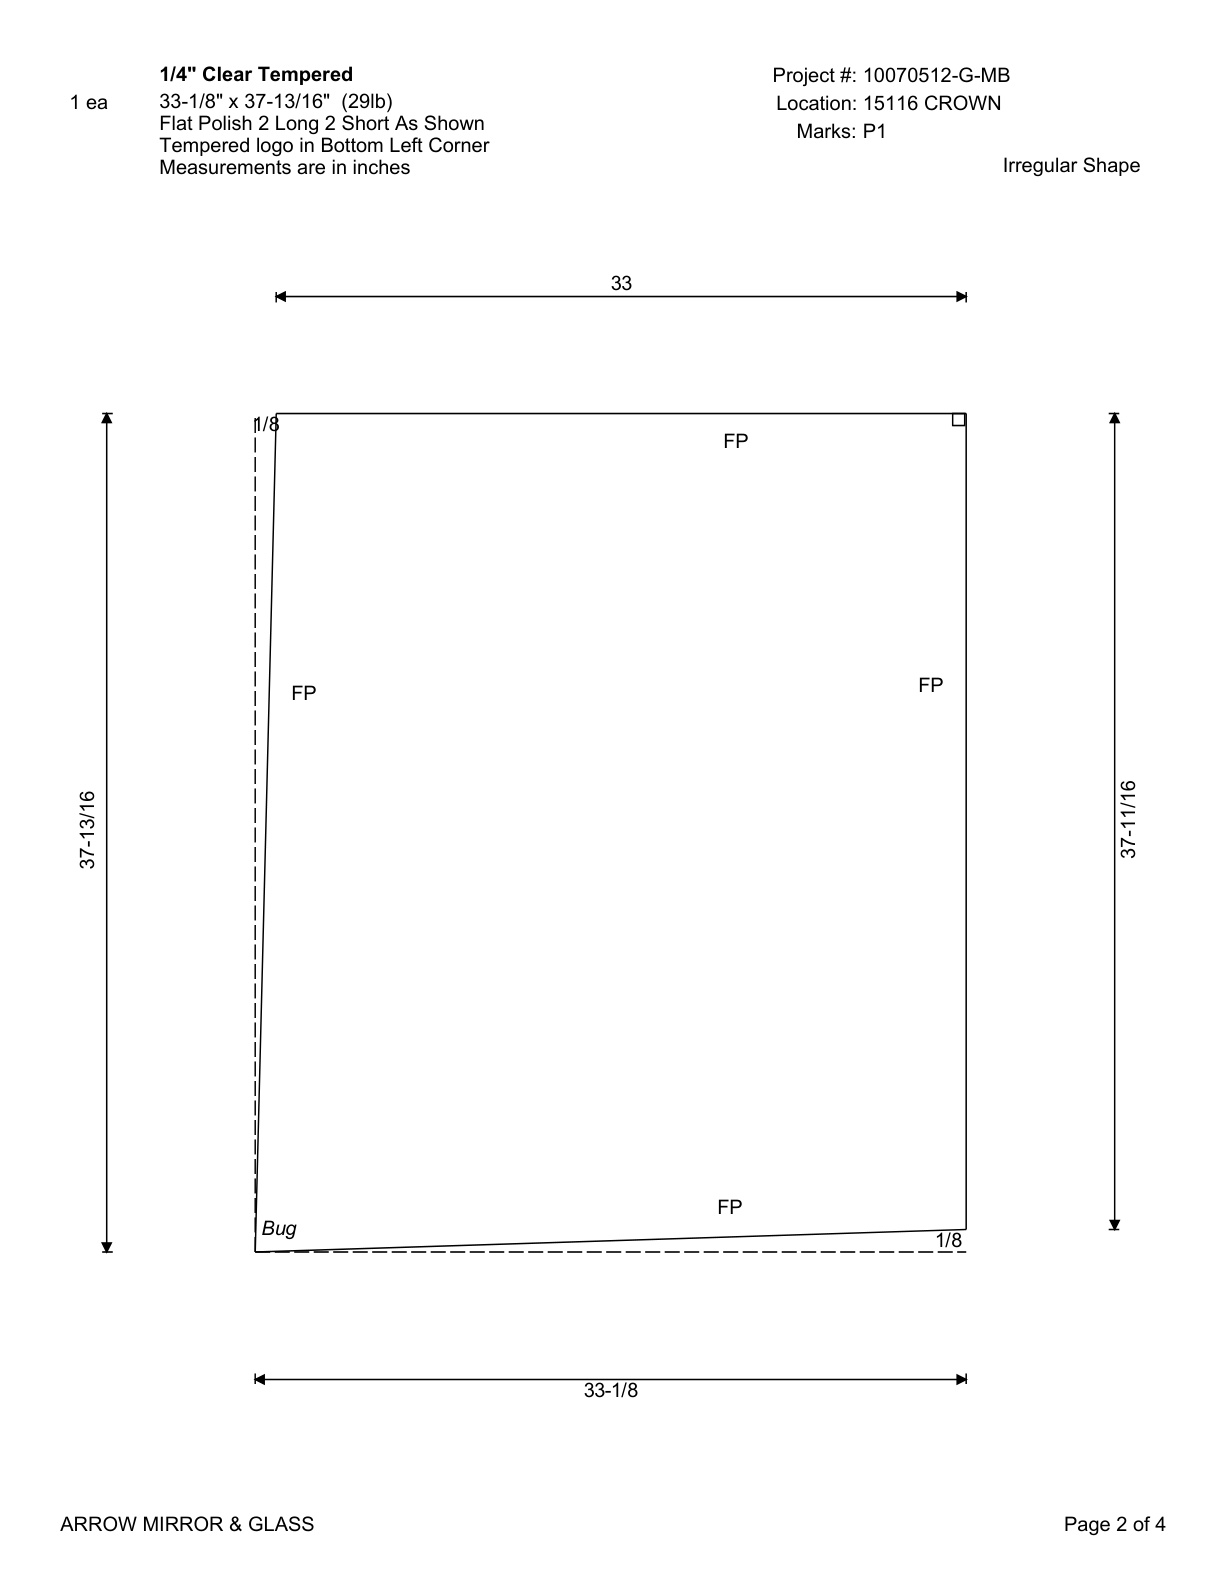 1/4" Clear Tempered
Project #: 10070512-G-MB
1 ea
33-1/8" x 37-13/16" (29lb)
Location: 15116 CROWN
Flat Polish 2 Long 2 Short As Shown
Marks: P1
Tempered logo in Bottom Left Corner
Measurements are in inches
Irregular Shape
33
1/8
FP
FP
FP
37-13/16
37-11/16
FP
Bug
1/8
33-1/8
ARROW MIRROR & GLASS
Page 2 of 4